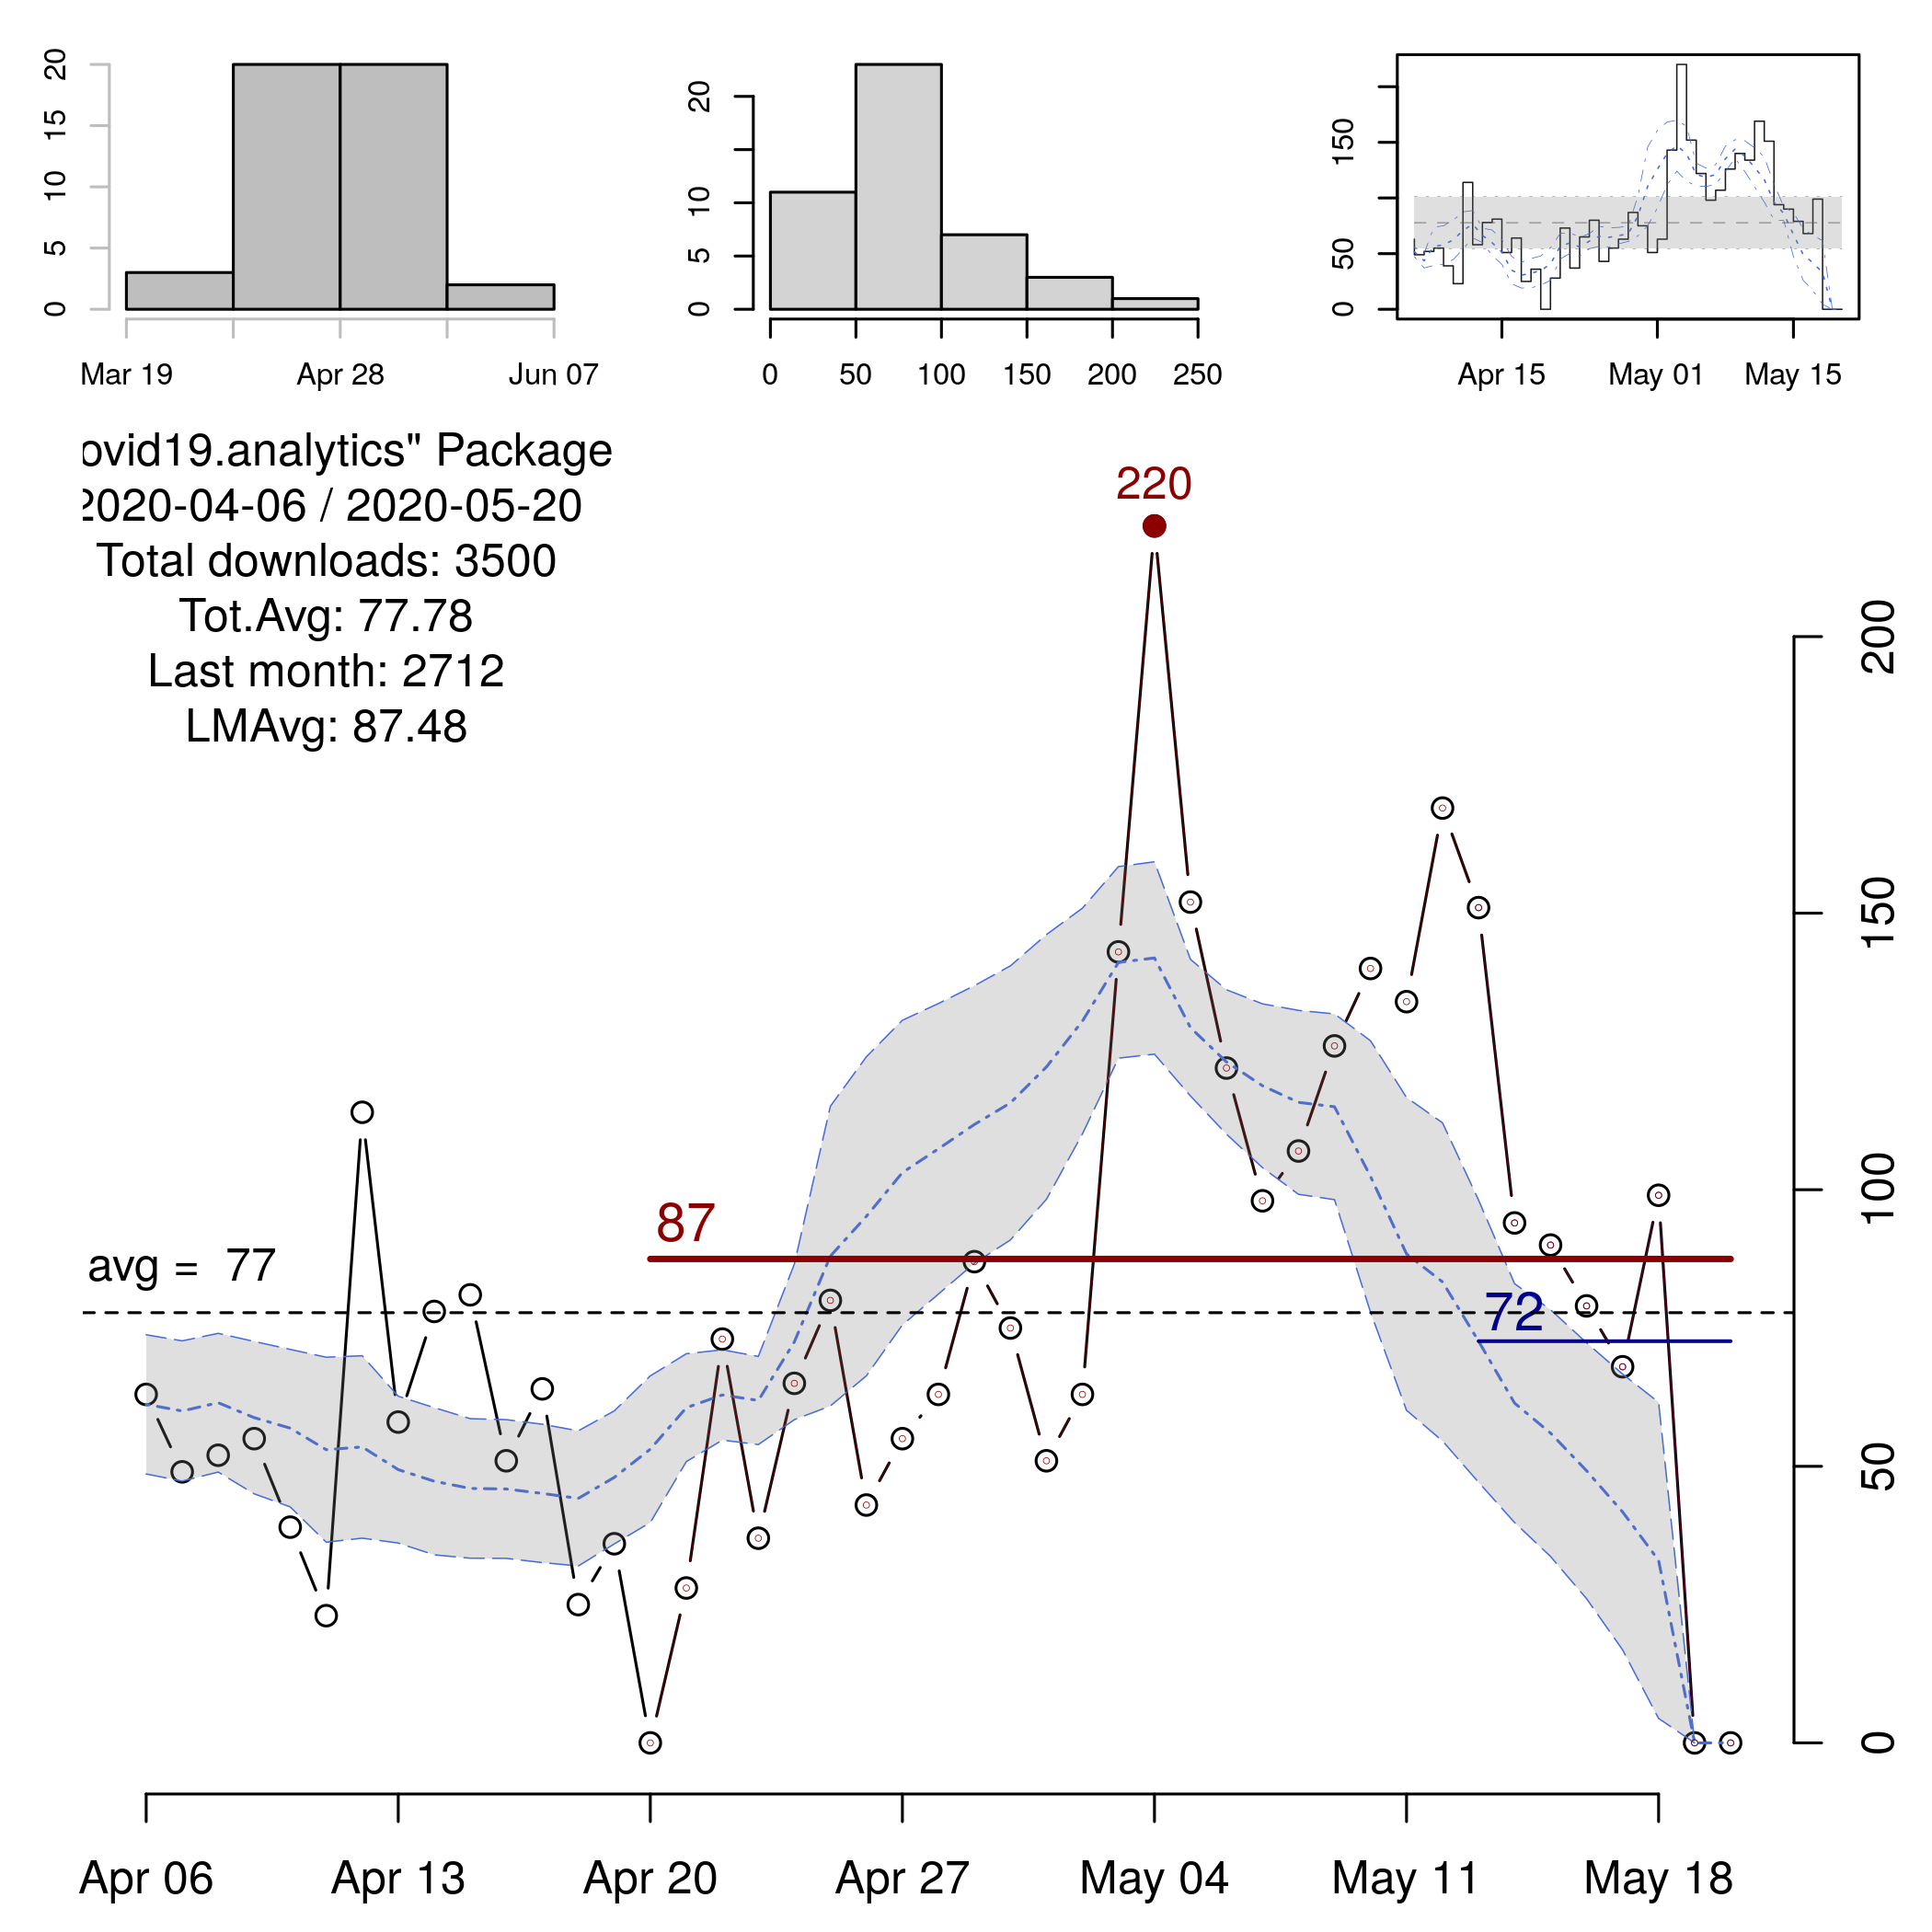 20
15
10
5
0
Mar 19 Apr 28 Jun 07
20
10
5
0
0 50 100 150 200 250
150
50
0
Apr 15 May 01 May 15
ovid19.analytics" Package
2020-04-06 / 2020-05-20
Total downloads: 3500
Tot.Avg: 77.78
Last month: 2712
LMAvg: 87.48
220
87
avg = 77
72
200
150
100
50
0
Apr 06 Apr 13 Apr 20 Apr 27 May 04 May 11 May 18